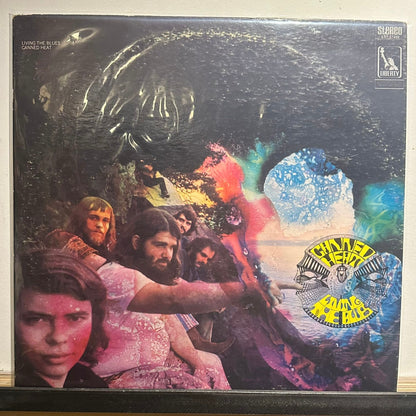 LIVING THE BLUES
CANNED HEAT
STEREO
LIBERTY
CANNED
HEAT
LIVING
THE BLUES